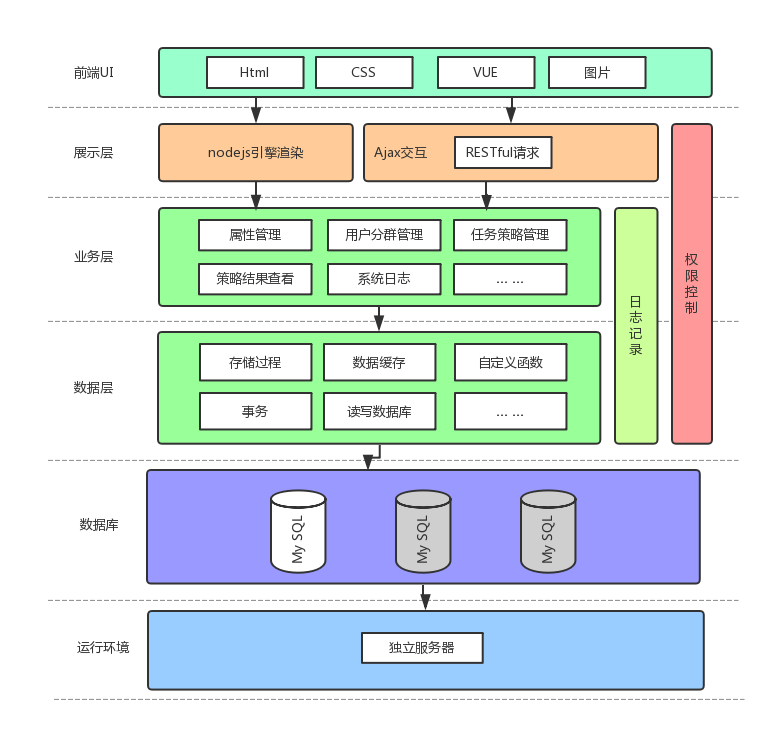 前端UI
Html
CSS
VUE
图片
展示层
nodejs引擎渲染
Ajax交互
RESTful请求
业务层
属性管理
用户分群管理
任务策略管理
策略结果查看
系统日志
... ...
日志记录
权限控制
数据层
存储过程
数据缓存
自定义函数
事务
读写数据库
... ...
数据库
My SQL
My SQL
My SQL
运行环境
独立服务器